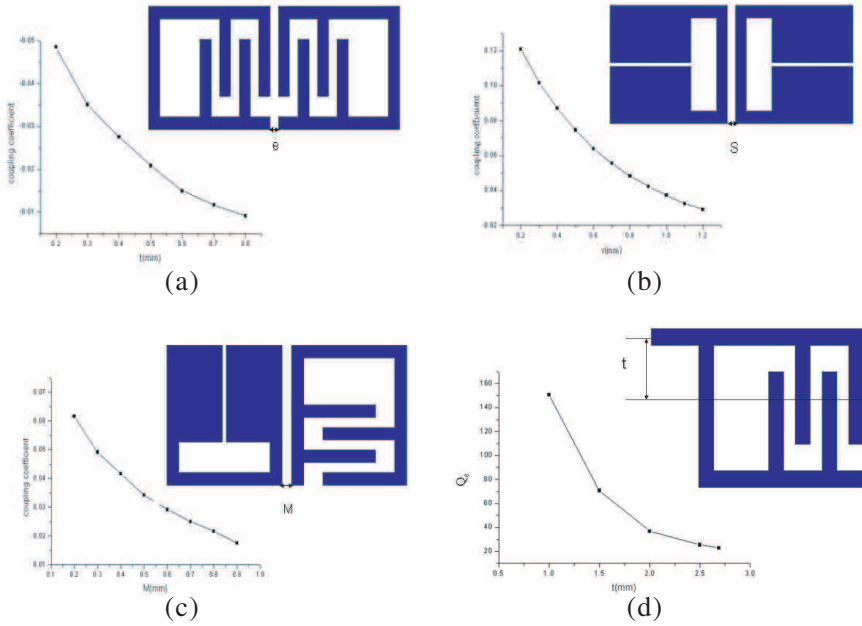 -0.05
-0.04
-0.03
-0.02
-0.01
coupling coefficient
0.2 0.3 0.4 0.5 0.6 0.7 0.8
t(mm)
e
(a)
0.12
0.10
0.08
0.06
0.04
0.02
coupling coefficient
0.2 0.4 0.6 0.8 1.0 1.2
S
(b)
0.07
0.06
0.05
0.04
0.03
0.02
0.01
coupling coefficient
0.1 0.2 0.3 0.4 0.5 0.6 0.7 0.8 0.9 1.0
M(mm)
M
(c)
160
140
120
100
80
60
40
20
Qe
0.5 1.0 1.5 2.0 2.5 3.0
t(mm)
t
(d)